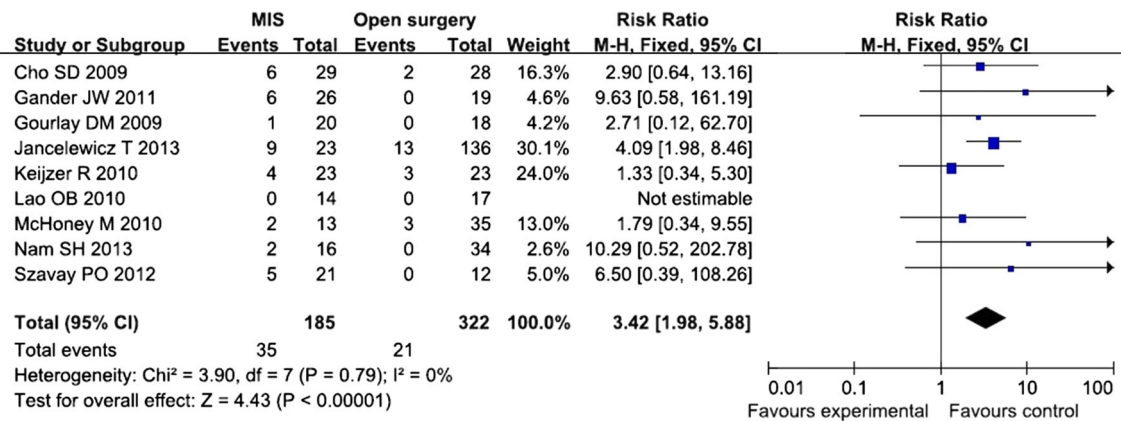 MIS Open surgery Risk Ratio Risk Ratio
Study or Subgroup Events Total Events Total Weight M-H, Fixed, 95% CI M-H, Fixed, 95% CI
Cho SD 2009 6 29 2 28 16.3% 2.90 [0.64, 13.16]
Gander JW 2011 6 26 0 19 4.6% 9.63 [0.58, 161.19]
Gourlay DM 2009 1 20 0 18 4.2% 2.71 [0.12, 62.70]
Jancelewicz T 2013 9 23 13 136 30.1% 4.09 [1.98, 8.46]
Keijzer R 2010 4 23 3 23 24.0% 1.33 [0.34, 5.30]
Lao OB 2010 0 14 0 17 Not estimable
McHoney M 2010 2 13 3 35 13.0% 1.79 [0.34, 9.55]
Nam SH 2013 2 16 0 34 2.6% 10.29 [0.52, 202.78]
Szavay PO 2012 5 21 0 12 5.0% 6.50 [0.39, 108.26]
Total (95% CI) 185 322 100.0% 3.42 [1.98, 5.88]
Total events 35 21
Heterogeneity: Chi² = 3.90, df = 7 (P = 0.79); I² = 0%
Test for overall effect: Z = 4.43 (P < 0.00001)
0.01 0.1 1 10 100
Favours experimental Favours control